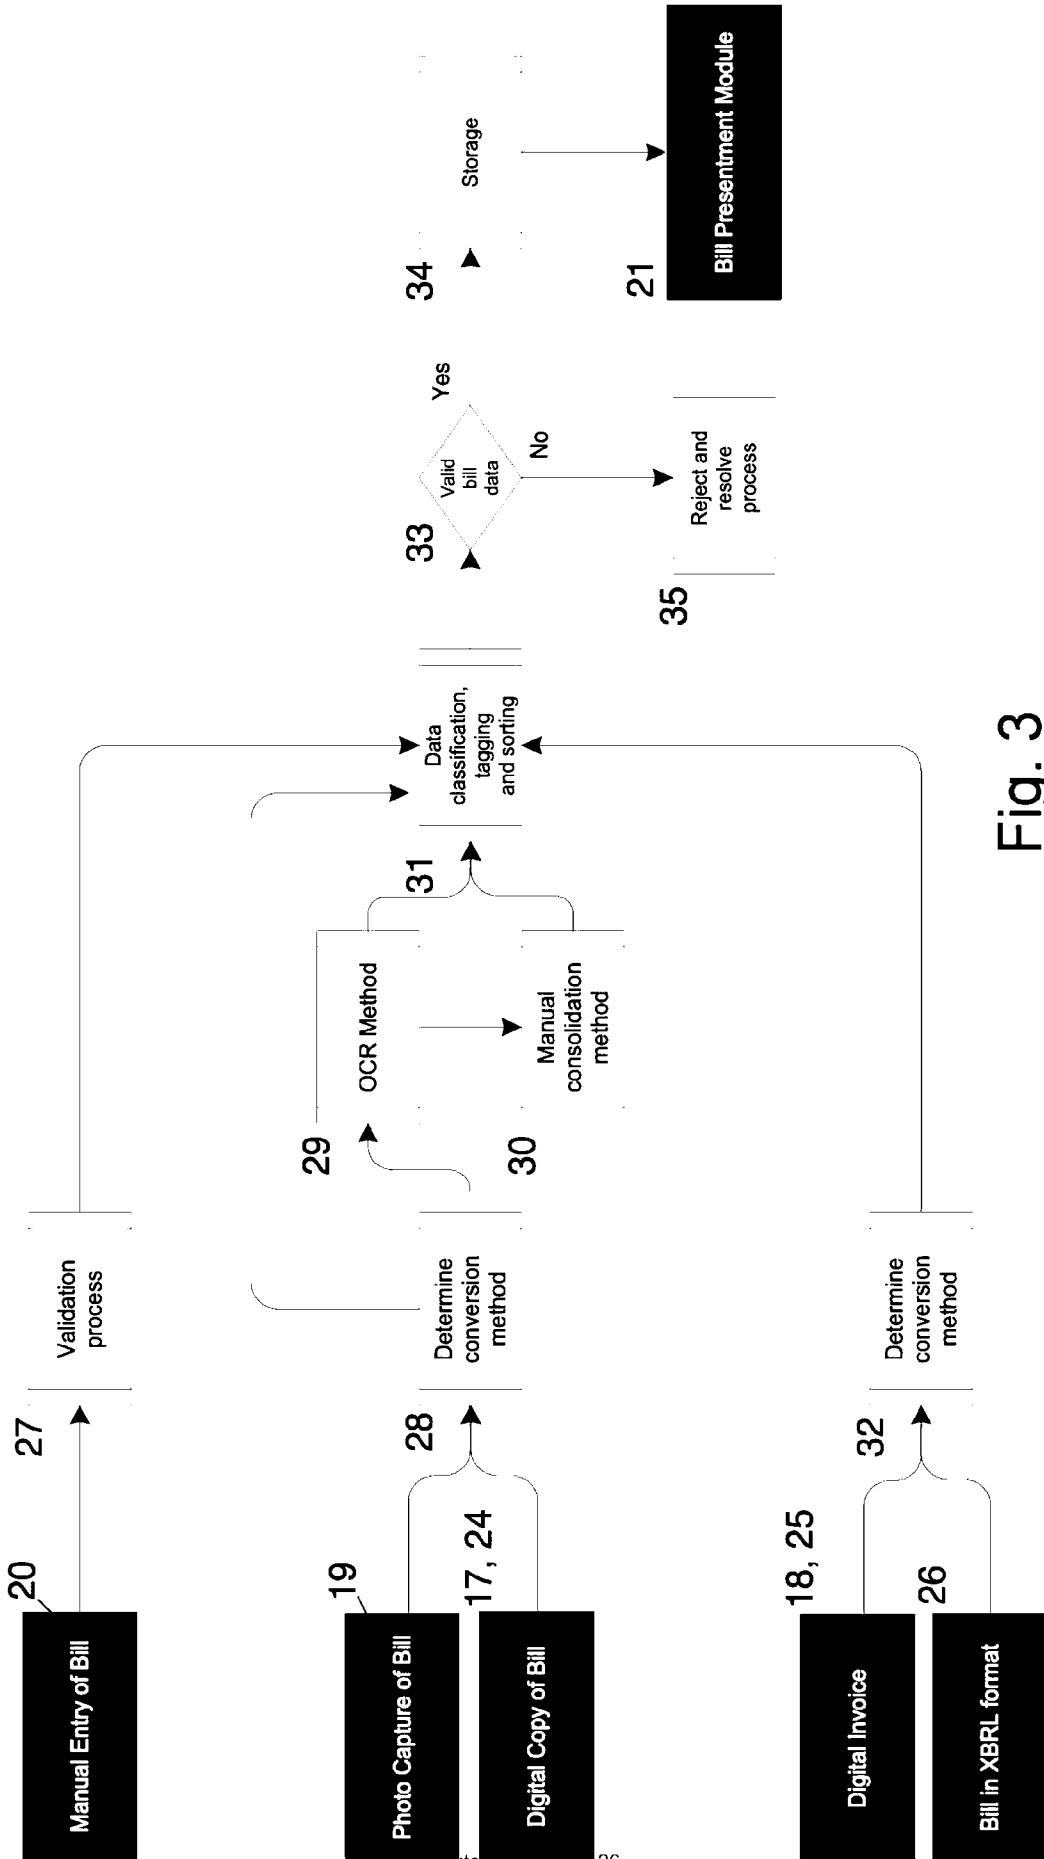 20
Manual Entry of Bill
27
Validation
process
19
Photo Capture of Bill
17, 24
Digital Copy of Bill
28
Determine
conversion
method
29
OCR Method
30
Manual
consolidation
method
31
Data
classification,
tagging
and sorting
33
Valid
bill
data
Yes
No
34
Storage
21
Bill Presentment Module
35
Reject and
resolve
process
18, 25
Digital Invoice
26
Bill in XBRL format
32
Determine
conversion
method
Fig. 3